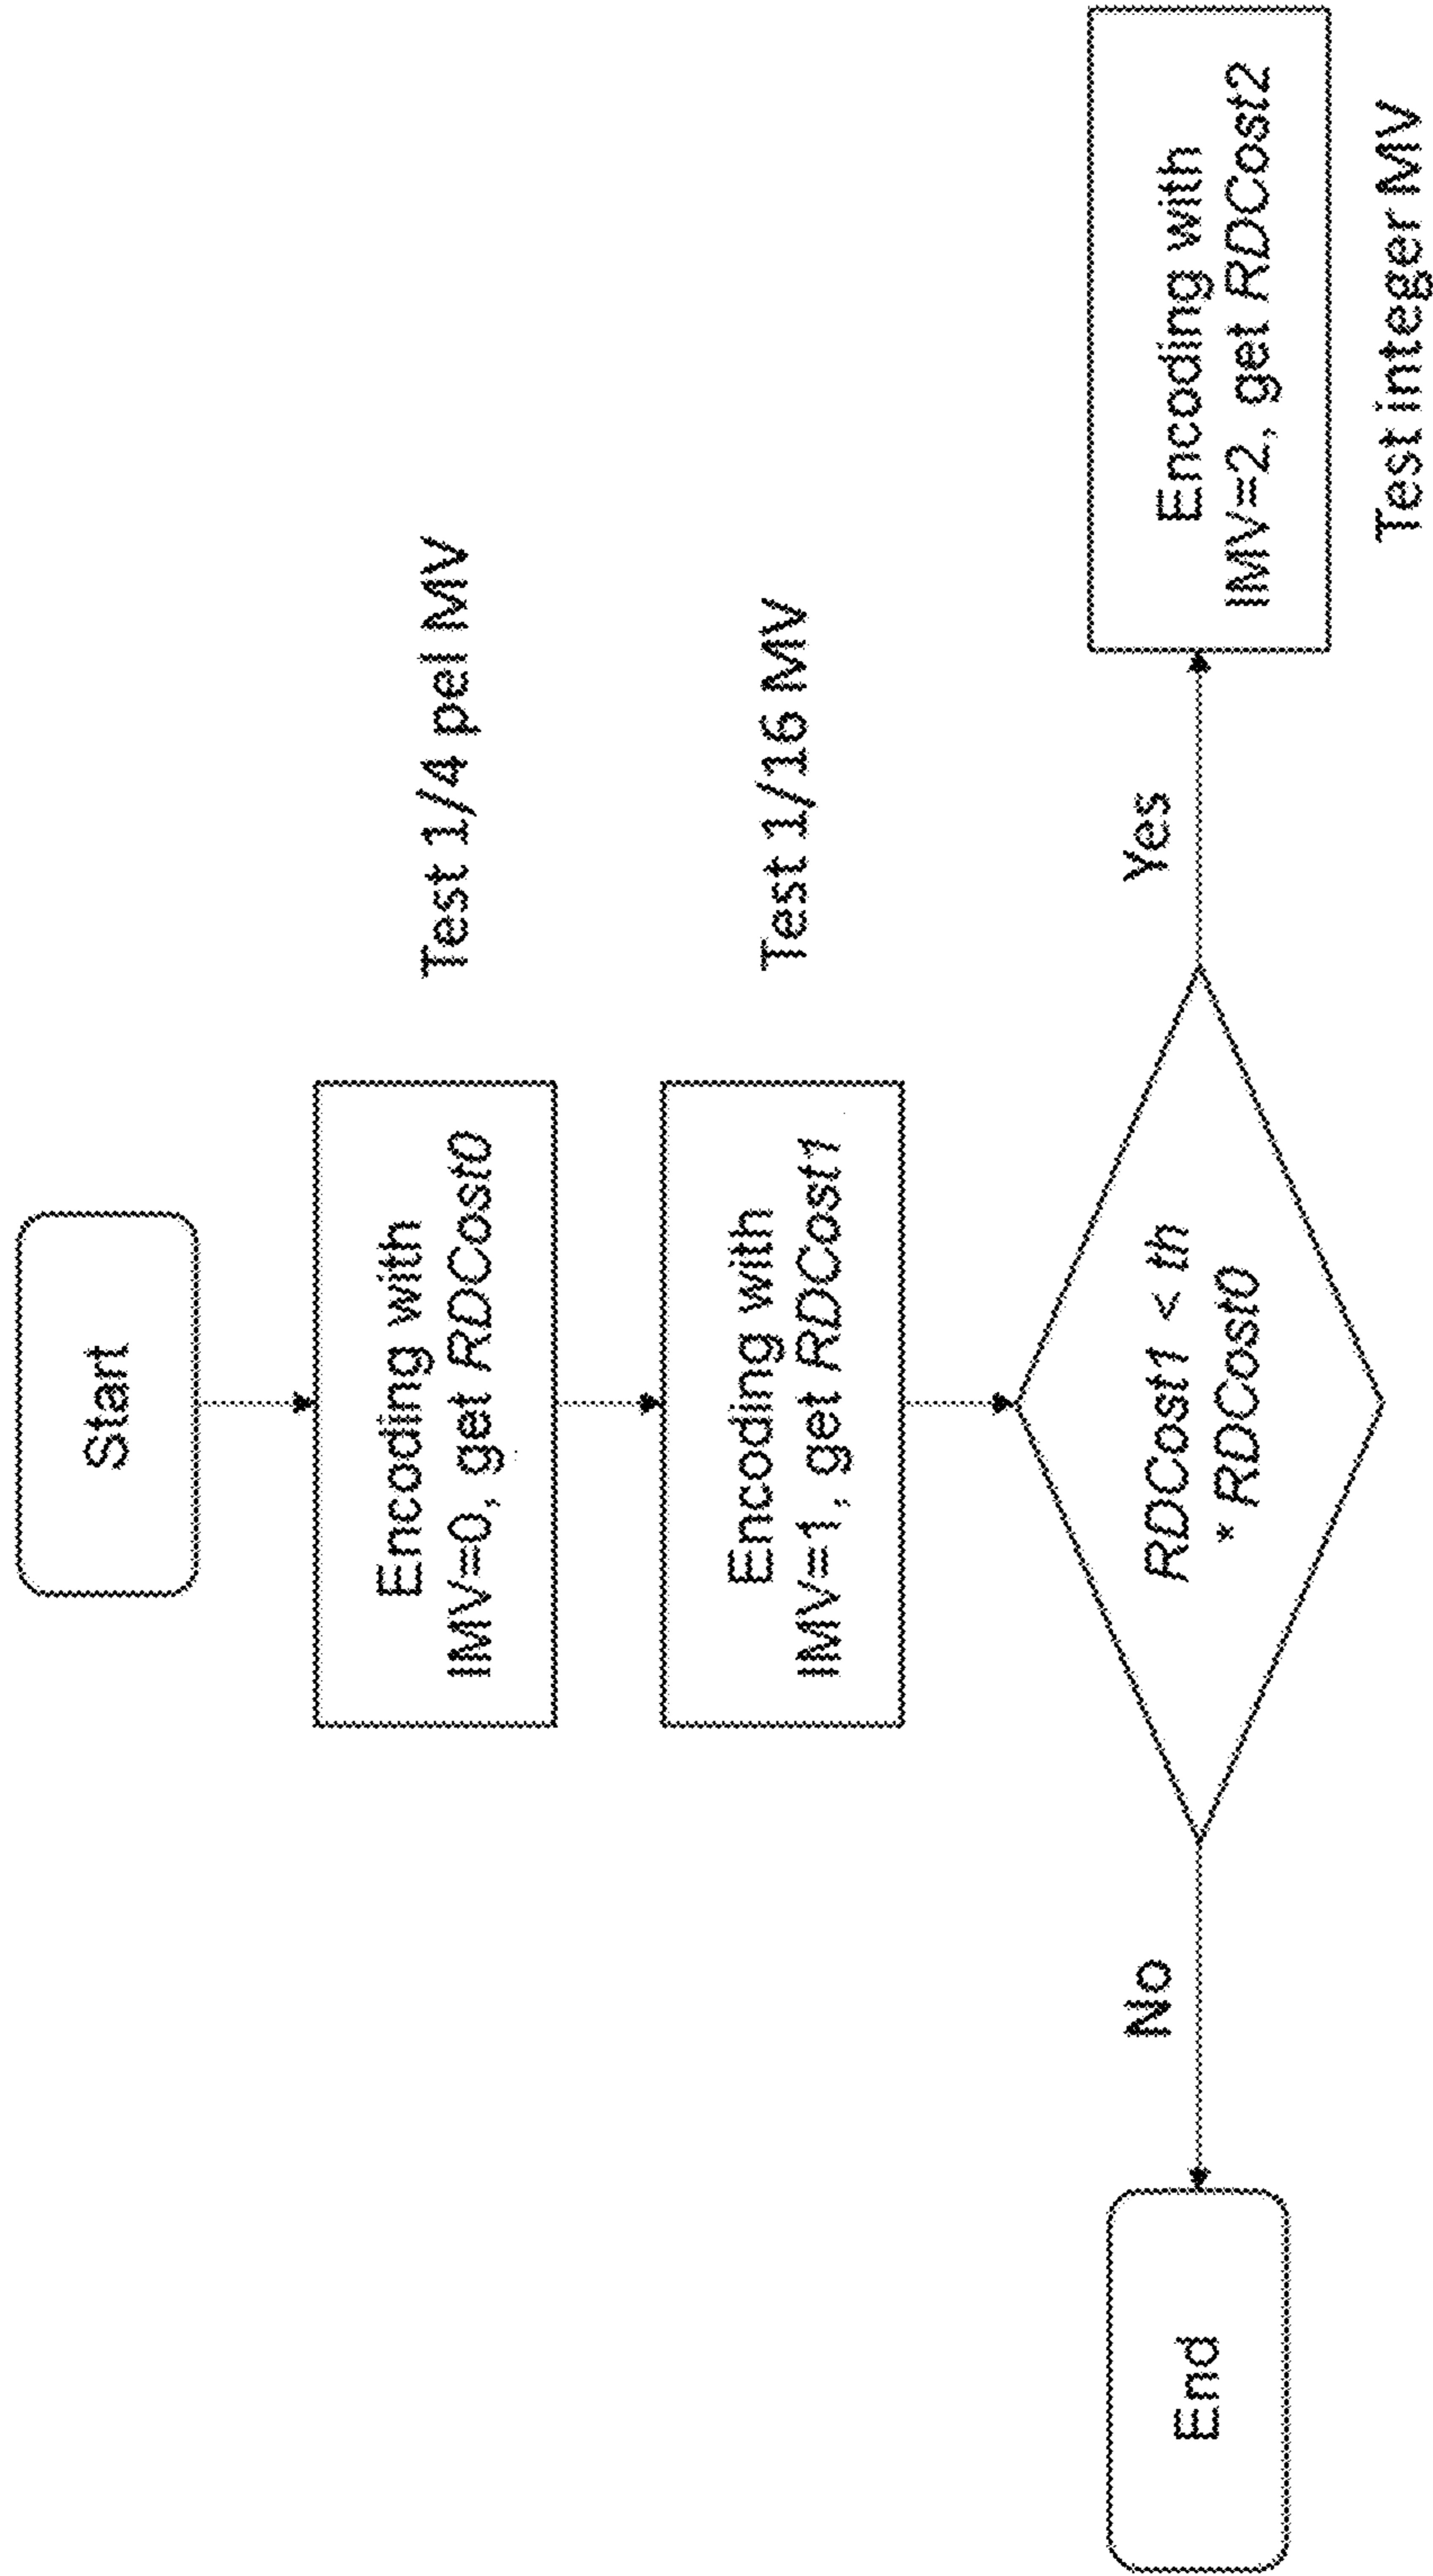 Start
Encoding with
IMV=0, get RDCost0
Test 1/4 pel MV
Encoding with
IMV=1, get RDCost1
Test 1/16 MV
RDCost1 < th
* RDCost0
No
Yes
End
Encoding with
IMV=2, get RDCost2
Test integer MV